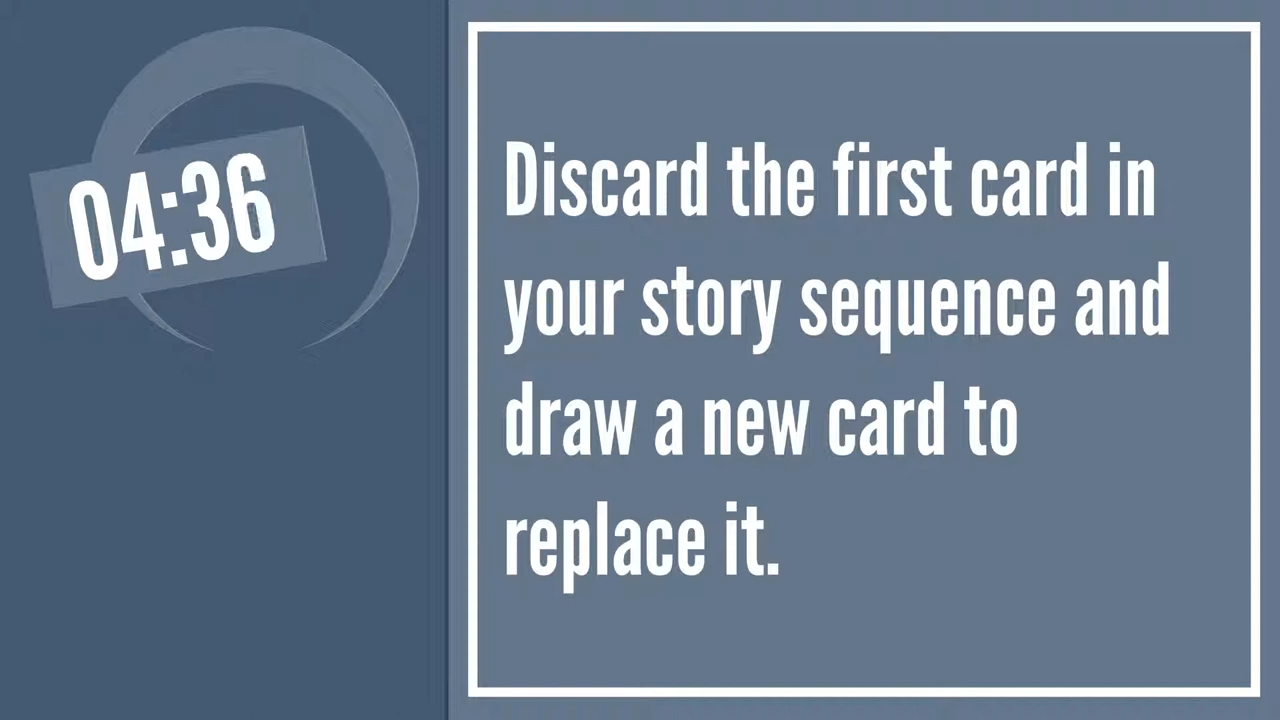 04:36
Discard the first card in
your story sequence and
draw a new card to
replace it.